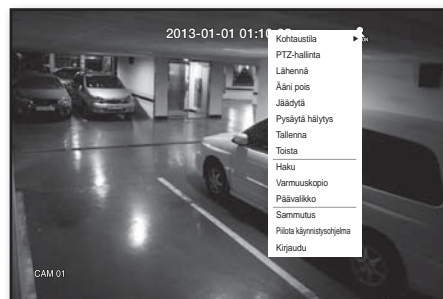 2013-01-01 01:10
Kohtaustila
PTZ-hallinta
Lähennä
Ääni pois
Jäädytä
Pysäytä hälytys
Tallenna
Toista
Haku
Varmuuskopio
Päävalikko
Sammutus
Piilota käynnistysohjelma
Kirjaudu
CAM 01